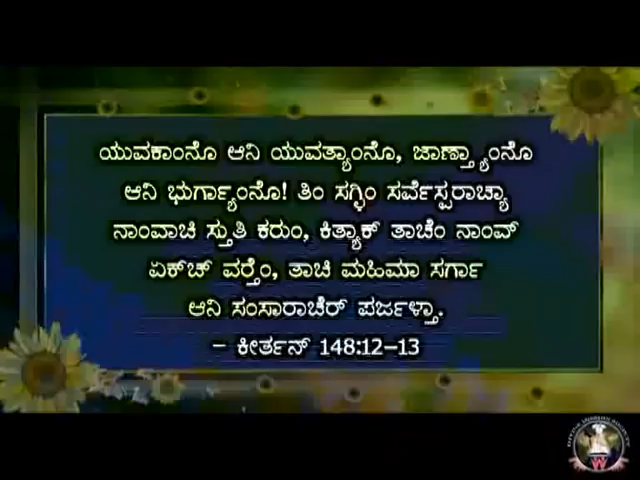 ಯುವಕಾಂನೊ ಆನಿ ಯುವತ್ಯಾಂನೊ, ಜಾಣ್ತ್ಯಾಂನೊ
ಆನಿ ಭುರ್ಗ್ಯಾಂನೊ! ತಿಂ ಸಗ್ಳಿಂ ಸರ್ವೆಸ್ಪರಾಚ್ಯಾ
ನಾಂವಾಚಿ ಸ್ತುತಿ ಕರುಂ, ಕಿತ್ಯಾಕ್ ತಾಚೆಂ ನಾಂವ್
ಏಕ್‌ಚ್ ವರ್‍ತೆಂ, ತಾಚಿ ಮಹಿಮಾ ಸರ್ಗಾ
ಆನಿ ಸಂಸಾರಾಚೆರ್ ಪರ್ಜಳ್ತಾ.
– ಕೀರ್ತನ್ 148:12–13